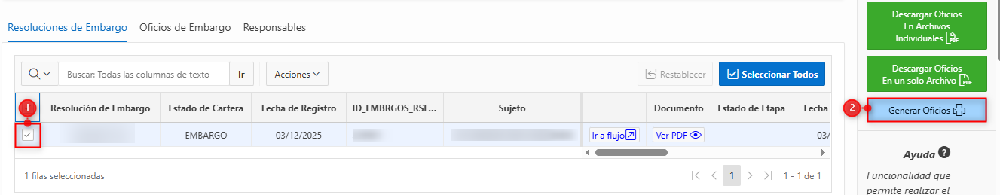 Resoluciones de Embargo Oficios de Embargo Responsables
Descargar Oficios
En Archivos
Individuales PDF
Buscar: Todas las columnas de texto Ir Acciones Restablecer Seleccionar Todos
Descargar Oficios
En un solo Archivo PDF
1 Resolución de Embargo Estado de Cartera Fecha de Registro ID_EMBRGOS_RSL... Sujeto Documento Estado de Etapa Fecha
2 Generar Oficios
EMBARGO 03/12/2025 Ir a flujo Ver PDF - 03/
1 filas seleccionadas 1 1 - 1 de 1
Ayuda ?
Funcionalidad que
permite realizar el